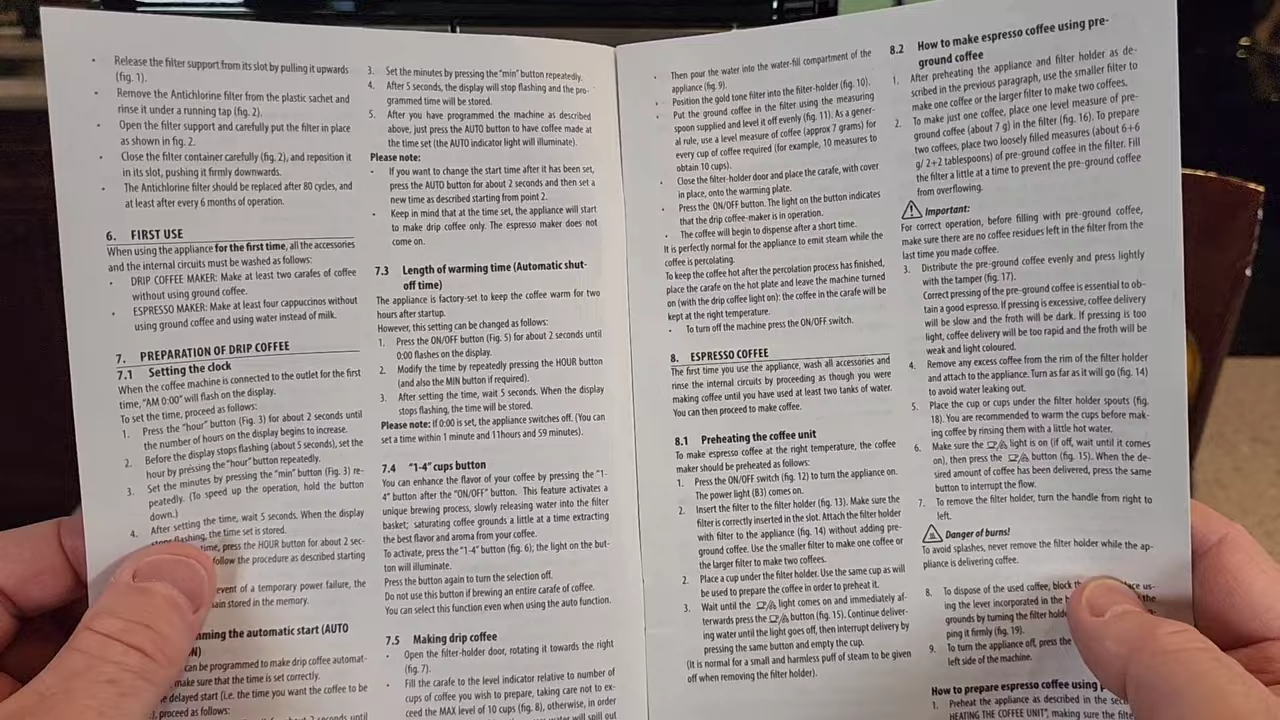 • Release the filter support from its slot by pulling it upwards
(fig. 1).
• Remove the Antichlorine filter from the plastic sachet and
rinse it under a running tap (fig. 2).
• Open the filter support and carefully put the filter in place
as shown in fig. 2.
• Close the filter container carefully (fig. 2), and reposition it
in its slot, pushing it firmly downwards.
• The Antichlorine filter should be replaced after 80 cycles, and
at least after every 6 months of operation.
6. FIRST USE
When using the appliance for the first time, all the accessories
and the internal circuits must be washed as follows:
• DRIP COFFEE MAKER: Make at least two carafes of coffee
without using ground coffee.
• ESPRESSO MAKER: Make at least four cappuccinos without
using ground coffee and using water instead of milk.
7. PREPARATION OF DRIP COFFEE
7.1 Setting the clock
When the coffee machine is connected to the outlet for the first
time, "AM 0:00" will flash on the display.
To set the time, proceed as follows:
1. Press the "hour" button (Fig. 3) for about 2 seconds until
the number of hours on the display begins to increase.
2. Before the display stops flashing (about 5 seconds), set the
hour by pressing the "hour" button repeatedly.
3. Set the minutes by pressing the "min" button (Fig. 3) re-
peatedly. (To speed up the operation, hold the button
down.)
4. After setting the time, wait 5 seconds. When the display
stops flashing, the time set is stored.
time, press the HOUR button for about 2 sec-
follow the procedure as described starting
event of a temporary power failure, the
stored in the memory.
the automatic start (AUTO
can be programmed to make drip coffee automat-
make sure that the time is set correctly.
delayed start (i.e. the time you want the coffee to
proceed as follows:
seconds until
3. Set the minutes by pressing the "min" button repeatedly.
4. After 5 seconds, the display will stop flashing and the pro-
grammed time will be stored.
5. After you have programmed the machine as described
above, just press the AUTO button to have coffee made at
the time set (the AUTO indicator light will illuminate).
Please note:
• If you want to change the start time after it has been set,
press the AUTO button for about 2 seconds and then set a
new time as described starting from point 2.
• Keep in mind that at the time set, the appliance will start
to make drip coffee only. The espresso maker does not
come on.
7.3 Length of warming time (Automatic shut-
off time)
The appliance is factory-set to keep the coffee warm for two
hours after startup.
However, this setting can be changed as follows:
1. Press the ON/OFF button (Fig. 5) for about 2 seconds until
0:00 flashes on the display.
2. Modify the time by repeatedly pressing the HOUR button
(and also the MIN button if required).
3. After setting the time, wait 5 seconds. When the display
stops flashing, the time will be stored.
Please note: If 0:00 is set, the appliance switches off. (You can
set a time within 1 minute and 11hours and 59 minutes).
7.4 "1-4" cups button
You can enhance the flavor of your coffee by pressing the "1-
4" button after the "ON/OFF" button. This feature activates a
unique brewing process, slowly releasing water into the filter
basket; saturating coffee grounds a little at a time extracting
the best flavor and aroma from your coffee.
To activate, press the "1-4" button (fig. 6); the light on the but-
ton will illuminate.
Press the button again to turn the selection off.
Do not use this button if brewing an entire carafe of coffee.
You can select this function even when using the auto function.
7.5 Making drip coffee
• Open the filter-holder door, rotating it towards the right
(fig. 7).
• Fill the carafe to the level indicator relative to number of
cups of coffee you wish to prepare, taking care not to ex-
ceed the MAX level of 10 cups (fig. 8), otherwise, in order
water will spill out
• Then pour the water into the water-fill compartment of the
appliance (fig. 9).
• Position the gold tone filter into the filter-holder (fig. 10).
• Put the ground coffee in the filter using the measuring
spoon supplied and level it off evenly (fig. 11). As a gener-
al rule, use a level measure of coffee (approx 7 grams) for
every cup of coffee required (for example, 10 measures to
obtain 10 cups).
• Close the filter-holder door and place the carafe, with cover
in place, onto the warming plate.
• Press the ON/OFF button. The light on the button indicates
that the drip coffee-maker is in operation.
• The coffee will begin to dispense after a short time.
It is perfectly normal for the appliance to emit steam while the
coffee is percolating.
To keep the coffee hot after the percolation process has finished,
place the carafe on the hot plate and leave the machine turned
on (with the drip coffee light on): the coffee in the carafe will be
kept at the right temperature.
• To turn off the machine press the ON/OFF switch.
8. ESPRESSO COFFEE
The first time you use the appliance, wash all accessories and
rinse the internal circuits by proceeding as though you were
making coffee until you have used at least two tanks of water.
You can then proceed to make coffee.
8.1 Preheating the coffee unit
To make espresso coffee at the right temperature, the coffee
maker should be preheated as follows:
1. Press the ON/OFF switch (fig. 12) to turn the appliance on.
The power light (B3) comes on.
2. Insert the filter to the filter holder (fig. 13). Make sure the
filter is correctly inserted in the slot. Attach the filter holder
with filter to the appliance (fig. 14) without adding pre-
ground coffee. Use the smaller filter to make one coffee or
the larger filter to make two coffees.
2. Place a cup under the filter holder. Use the same cup as will
be used to prepare the coffee in order to preheat it.
3. Wait until the light comes on and immediately af-
terwards press the button (fig. 15). Continue deliver-
ing water until the light goes off, then interrupt delivery by
pressing the same button and empty the cup.
(It is normal for a small and harmless puff of steam to be given
off when removing the filter holder).
8.2 How to make espresso coffee using pre-
ground coffee
1. After preheating the appliance and filter holder as de-
scribed in the previous paragraph, use the smaller filter to
make one coffee or the larger filter to make two coffees.
2. To make just one coffee, place one level measure of pre-
ground coffee (about 7 g) in the filter (fig. 16). To prepare
two coffees, place two loosely filled measures (about 6+6
g/ 2+2 tablespoons) of pre-ground coffee in the filter. Fill
the filter a little at a time to prevent the pre-ground coffee
from overflowing.
Important:
For correct operation, before filling with pre-ground coffee,
make sure there are no coffee residues left in the filter from the
last time you made coffee.
3. Distribute the pre-ground coffee evenly and press lightly
with the tamper (fig. 17).
Correct pressing of the pre-ground coffee is essential to ob-
tain a good espresso. If pressing is excessive, coffee delivery
will be slow and the froth will be dark. If pressing is too
light, coffee delivery will be too rapid and the froth will be
weak and light coloured.
4. Remove any excess coffee from the rim of the filter holder
and attach to the appliance. Turn as far as it will go (fig. 14)
to avoid water leaking out.
5. Place the cup or cups under the filter holder spouts (fig.
18). You are recommended to warm the cups before mak-
ing coffee by rinsing them with a little hot water.
6. Make sure the light is on (if off, wait until it comes
on), then press the button (fig. 15). When the de-
sired amount of coffee has been delivered, press the same
button to interrupt the flow.
7. To remove the filter holder, turn the handle from right to
left.
Danger of burns!
To avoid splashes, never remove the filter holder while the ap-
pliance is delivering coffee.
8. To dispose of the used coffee, block us-
ing the lever incorporated in the the
grounds by turning the filter
ping it firmly (fig. 19).
9. To turn the appliance off, press the
left side of the machine.
How to prepare espresso coffee using
1. Preheat the appliance as described in the
HEATING THE COFFEE UNIT", making sure the